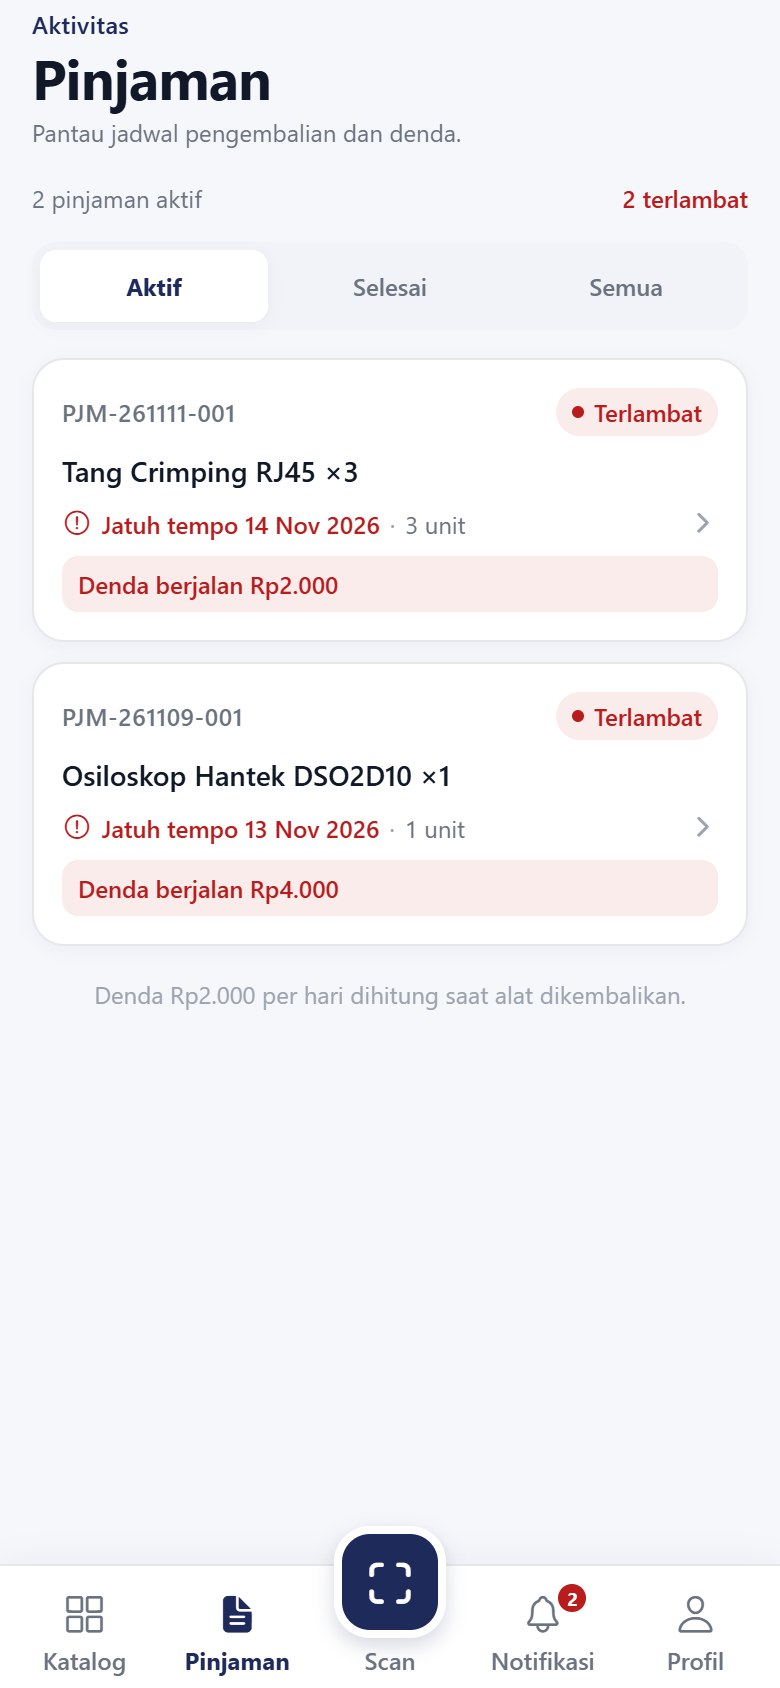 Aktivitas
Pinjaman
Pantau jadwal pengembalian dan denda.
2 pinjaman aktif
2 terlambat
Aktif
Selesai
Semua
PJM-261111-001
Terlambat
Tang Crimping RJ45 ×3
Jatuh tempo 14 Nov 2026 · 3 unit
Denda berjalan Rp2.000
PJM-261109-001
Terlambat
Osiloskop Hantek DSO2D10 ×1
Jatuh tempo 13 Nov 2026 · 1 unit
Denda berjalan Rp4.000
Denda Rp2.000 per hari dihitung saat alat dikembalikan.
2
Katalog
Pinjaman
Scan
Notifikasi
Profil